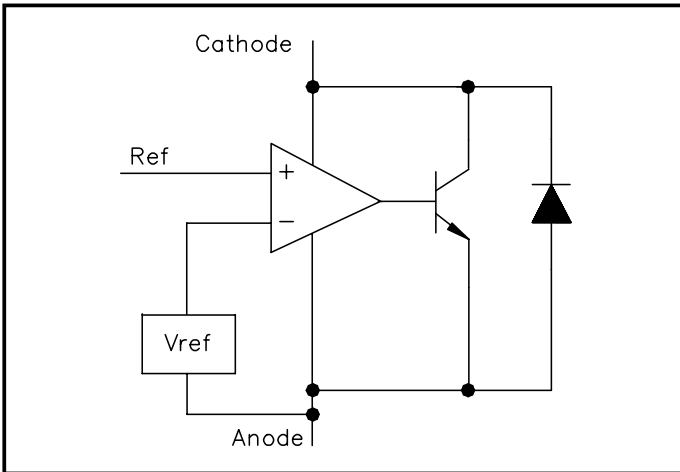 Cathode
Ref
+
−
Vref
Anode